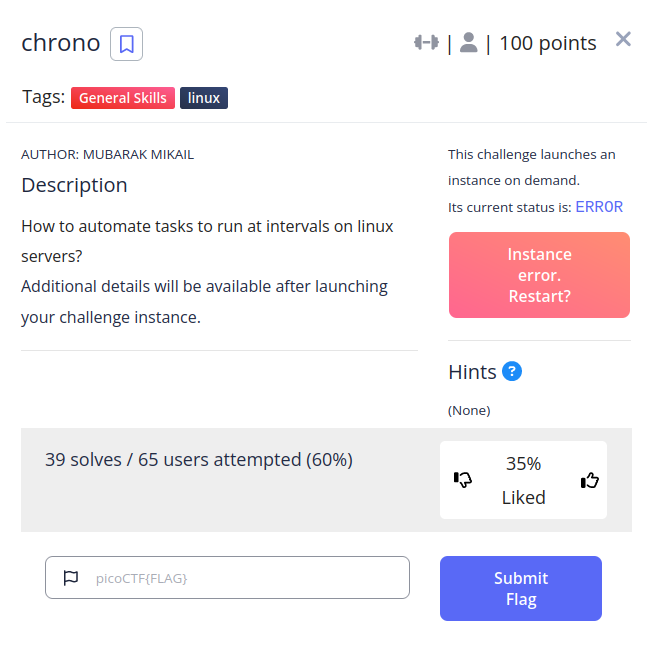 chrono
| | 100 points
Tags: General Skills linux
AUTHOR: MUBARAK MIKAIL
Description
How to automate tasks to run at intervals on linux
servers?
Additional details will be available after launching
your challenge instance.
This challenge launches an
instance on demand.
Its current status is: ERROR
Instance
error.
Restart?
Hints ?
(None)
39 solves / 65 users attempted (60%)
35%
Liked
picoCTF{FLAG}
Submit
Flag